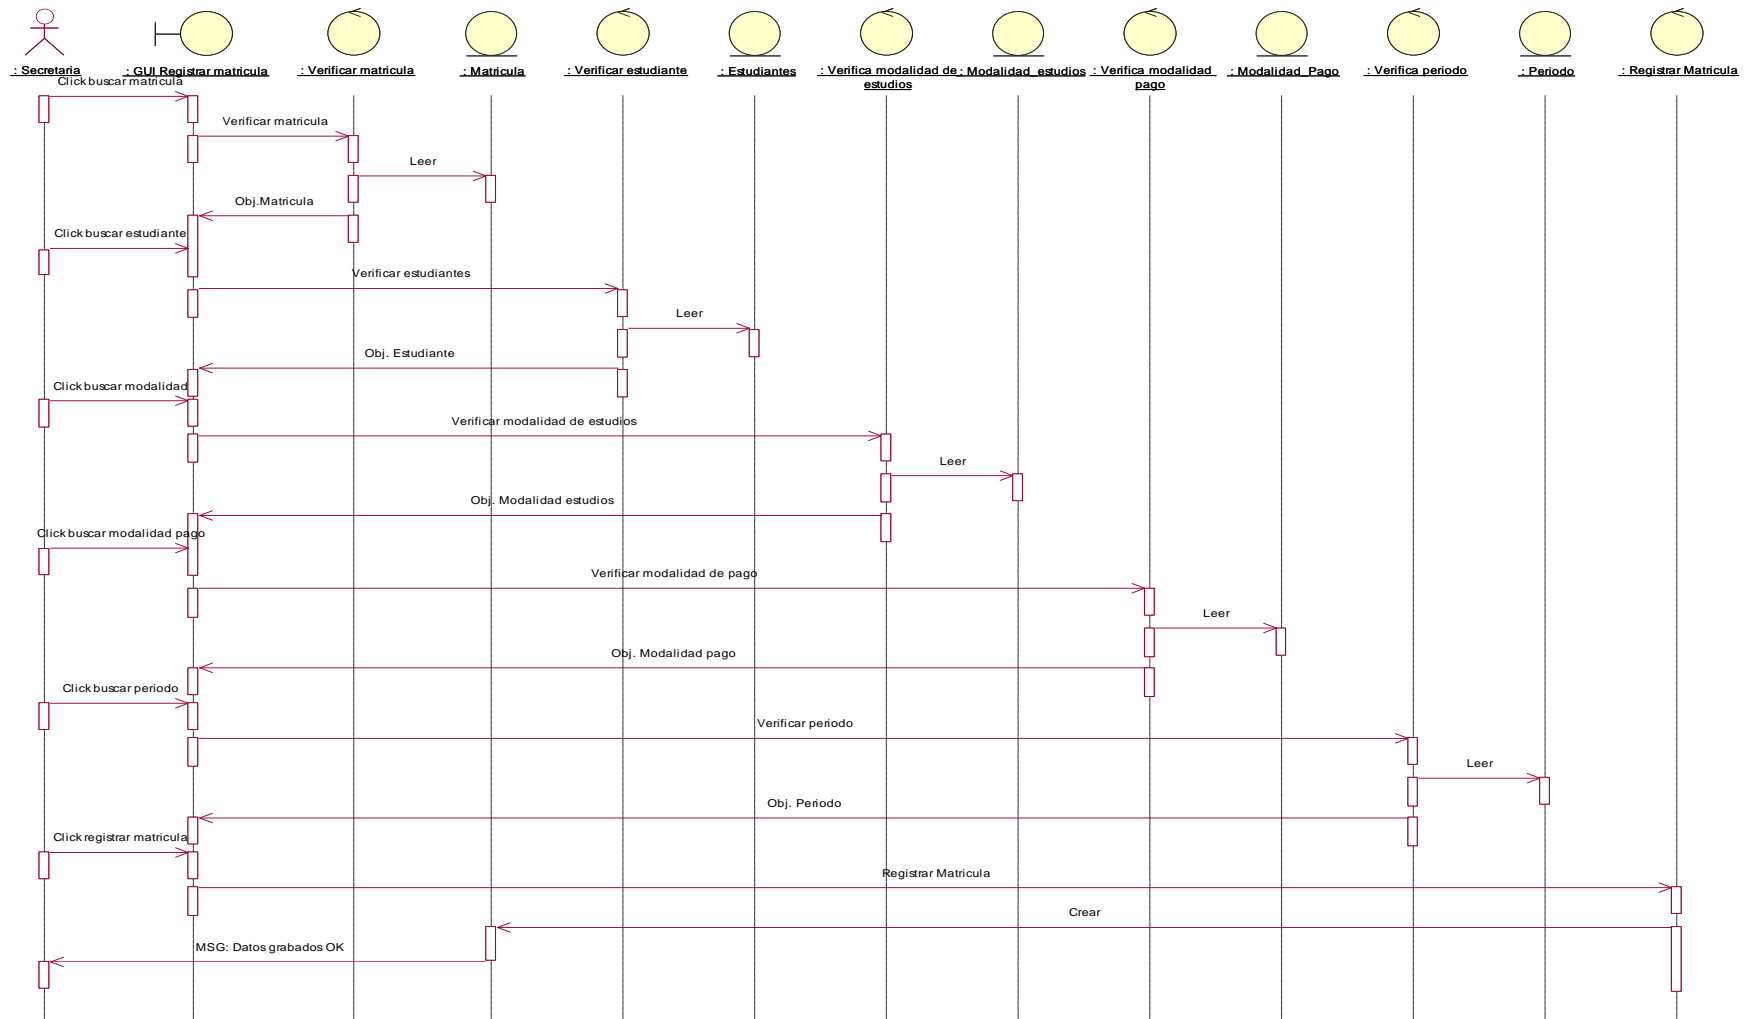 : Secretaria
: GUI Registrar matricula
: Verificar matricula
: Matricula
: Verificar estudiante
: Estudiantes
: Verifica modalidad de
estudios
: Modalidad_estudios
: Verifica modalidad
pago
: Modalidad_Pago
: Verifica periodo
: Periodo
: Registrar Matricula
Click buscar matricula
Verificar matricula
Leer
Obj.Matricula
Click buscar estudiante
Verificar estudiantes
Leer
Obj. Estudiante
Click buscar modalidad
Verificar modalidad de estudios
Leer
Obj. Modalidad estudios
Click buscar modalidad pago
Verificar modalidad de pago
Leer
Obj. Modalidad pago
Click buscar periodo
Verificar periodo
Leer
Obj. Periodo
Click registrar matricula
Registrar Matricula
Crear
MSG: Datos grabados OK